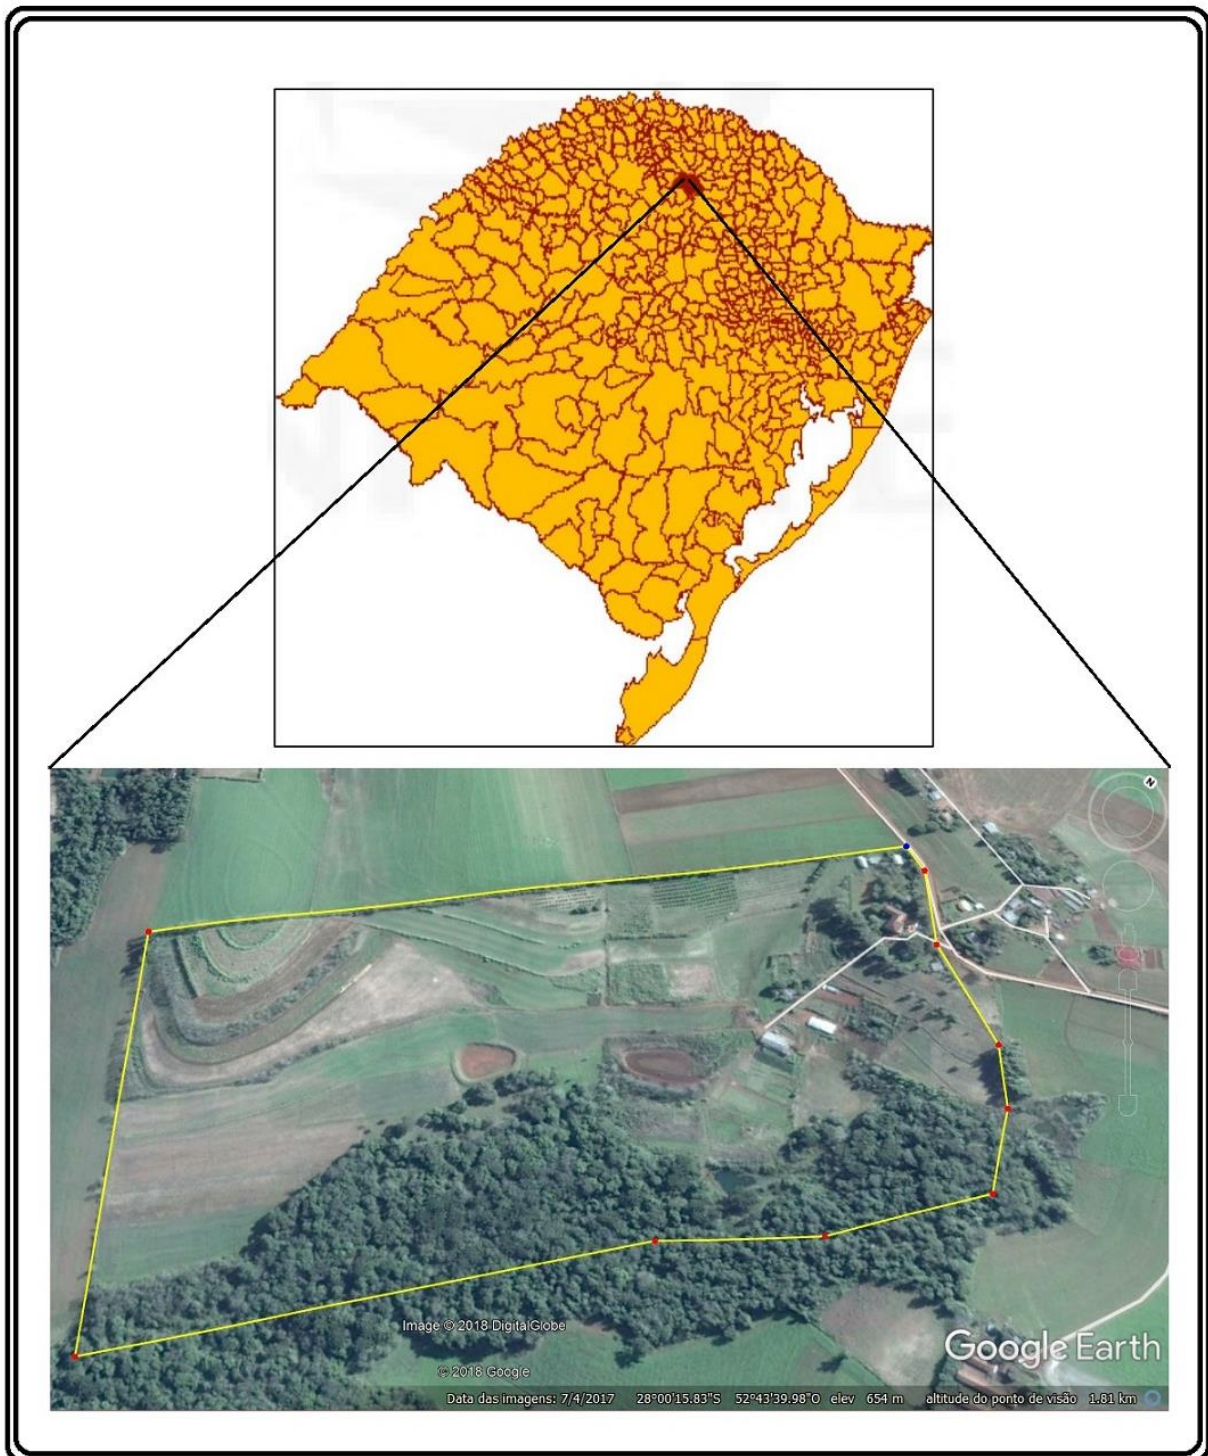 N
Image © 2018 DigitalGlobe
© 2018 Google
Google Earth
Data das imagens: 7/4/2017 28°00'15.83"S 52°43'39.98"O elev 654 m altitude do ponto de visão 1.81 km